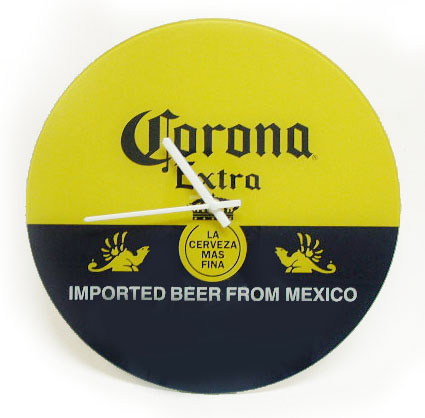 Corona®
Extra
LA
CERVEZA
MAS
FINA
IMPORTED BEER FROM MEXICO